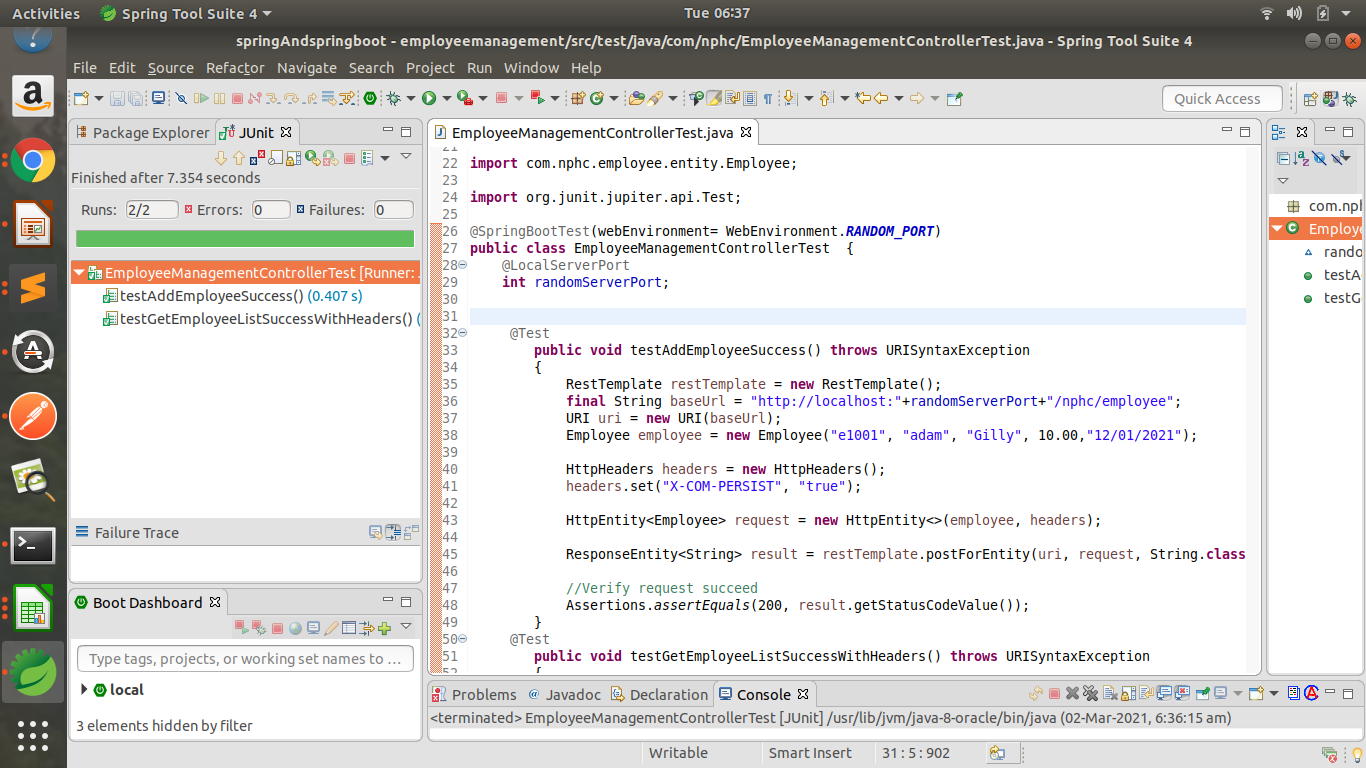 Activities Spring Tool Suite 4 Tue 06:37
springAndspringboot - employeemanagement/src/test/java/com/nphc/EmployeeManagementControllerTest.java - Spring Tool Suite 4
File Edit Source Refactor Navigate Search Project Run Window Help
Quick Access
Package Explorer JUnit
Finished after 7.354 seconds
Runs: 2/2 Errors: 0 Failures: 0
EmployeeManagementControllerTest [Runner:
testAddEmployeeSuccess() (0.407 s)
testGetEmployeeListSuccessWithHeaders() (
Failure Trace
Boot Dashboard
Type tags, projects, or working set names to ...
local
3 elements hidden by filter
EmployeeManagementControllerTest.java
21
22 import com.nphc.employee.entity.Employee;
23
24 import org.junit.jupiter.api.Test;
25
26 @SpringBootTest(webEnvironment= WebEnvironment.RANDOM_PORT)
27 public class EmployeeManagementControllerTest {
28 @LocalServerPort
29 int randomServerPort;
30
31
32 @Test
33 public void testAddEmployeeSuccess() throws URISyntaxException
34 {
35 RestTemplate restTemplate = new RestTemplate();
36 final String baseUrl = "http://localhost:"+randomServerPort+"/nphc/employee";
37 URI uri = new URI(baseUrl);
38 Employee employee = new Employee("e1001", "adam", "Gilly", 10.00,"12/01/2021");
39
40 HttpHeaders headers = new HttpHeaders();
41 headers.set("X-COM-PERSIST", "true");
42
43 HttpEntity<Employee> request = new HttpEntity<>(employee, headers);
44
45 ResponseEntity<String> result = restTemplate.postForEntity(uri, request, String.class
46
47 //Verify request succeed
48 Assertions.assertEquals(200, result.getStatusCodeValue());
49 }
50 @Test
51 public void testGetEmployeeListSuccessWithHeaders() throws URISyntaxException
52 {
com.nph
Employe
rando
testA
testG
Problems @ Javadoc Declaration Console
<terminated> EmployeeManagementControllerTest [JUnit] /usr/lib/jvm/java-8-oracle/bin/java (02-Mar-2021, 6:36:15 am)
Writable Smart Insert 31 : 5 : 902